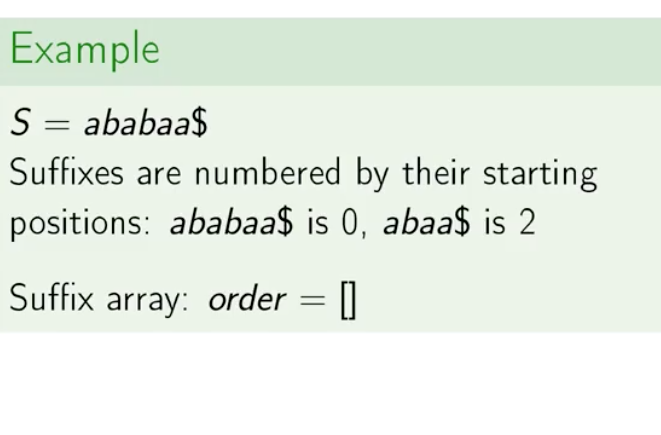 Example
S = ababaa$
Suffixes are numbered by their starting
positions: ababaa$ is 0, abaa$ is 2
Suffix array: order = []